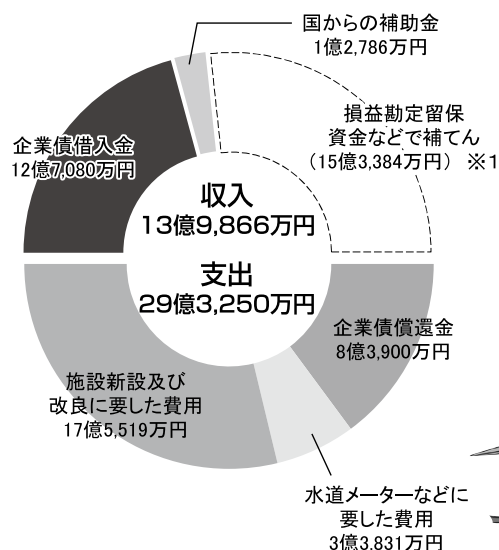 国からの補助金
1億2,786万円
損益勘定留保
資金などで補てん
(15億3,384万円) ※1
企業債借入金
12億7,080万円
収入
13億9,866万円
支出
29億3,250万円
企業債償還金
8億3,900万円
施設新設及び
改良に要した費用
17億5,519万円
水道メーターなどに
要した費用
3億3,831万円